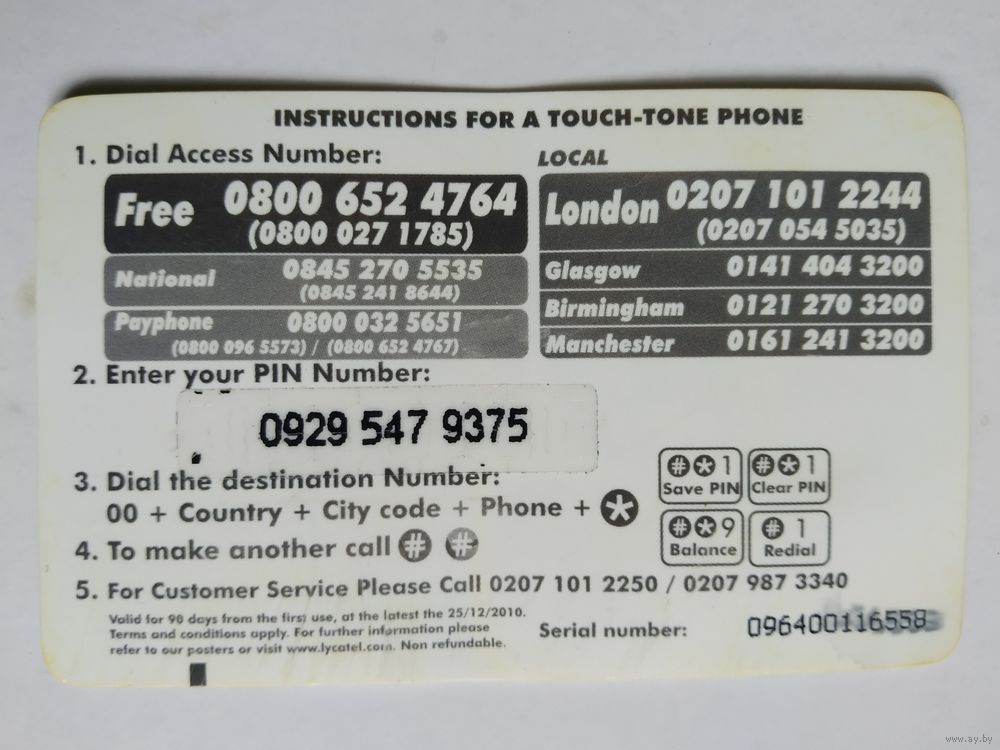 INSTRUCTIONS FOR A TOUCH-TONE PHONE
1. Dial Access Number:
Free 0800 652 4764
(0800 027 1785)
National 0845 270 5535
(0845 241 8644)
Payphone 0800 032 5651
(0800 096 5573) / (0800 652 4767)
LOCAL
London 0207 101 2244
(0207 054 5035)
Glasgow 0141 404 3200
Birmingham 0121 270 3200
Manchester 0161 241 3200
2. Enter your PIN Number:
0929 547 9375
3. Dial the destination Number:
00 + Country + City code + Phone + *
4. To make another call # #
# * 1 Save PIN
# * 1 Clear PIN
# * 9 Balance
# 1 Redial
5. For Customer Service Please Call 0207 101 2250 / 0207 987 3340
Valid for 90 days from the first use, at the latest the 25/12/2010.
Terms and conditions apply. For further information please
refer to our posters or visit www.lycatel.com. Non refundable.
Serial number: 096400116558
www.ay.by